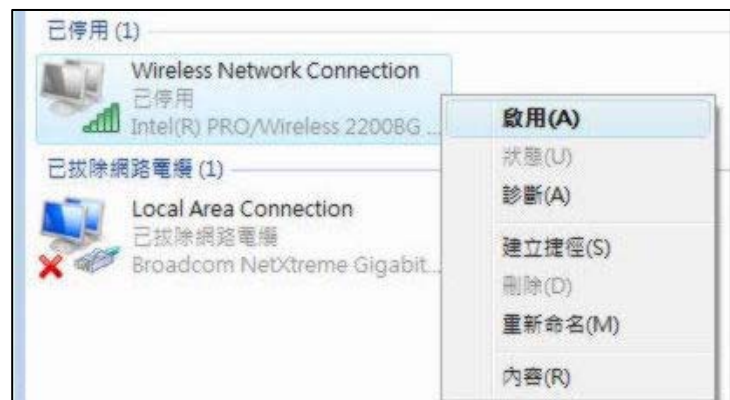 已停用 (1)
Wireless Network Connection
已停用
Intel(R) PRO/Wireless 2200BG ...
已拔除網路電纜 (1)
Local Area Connection
已拔除網路電纜
Broadcom NetXtreme Gigabit...
啟用(A)
狀態(U)
診斷(A)
建立捷徑(S)
刪除(D)
重新命名(M)
內容(R)